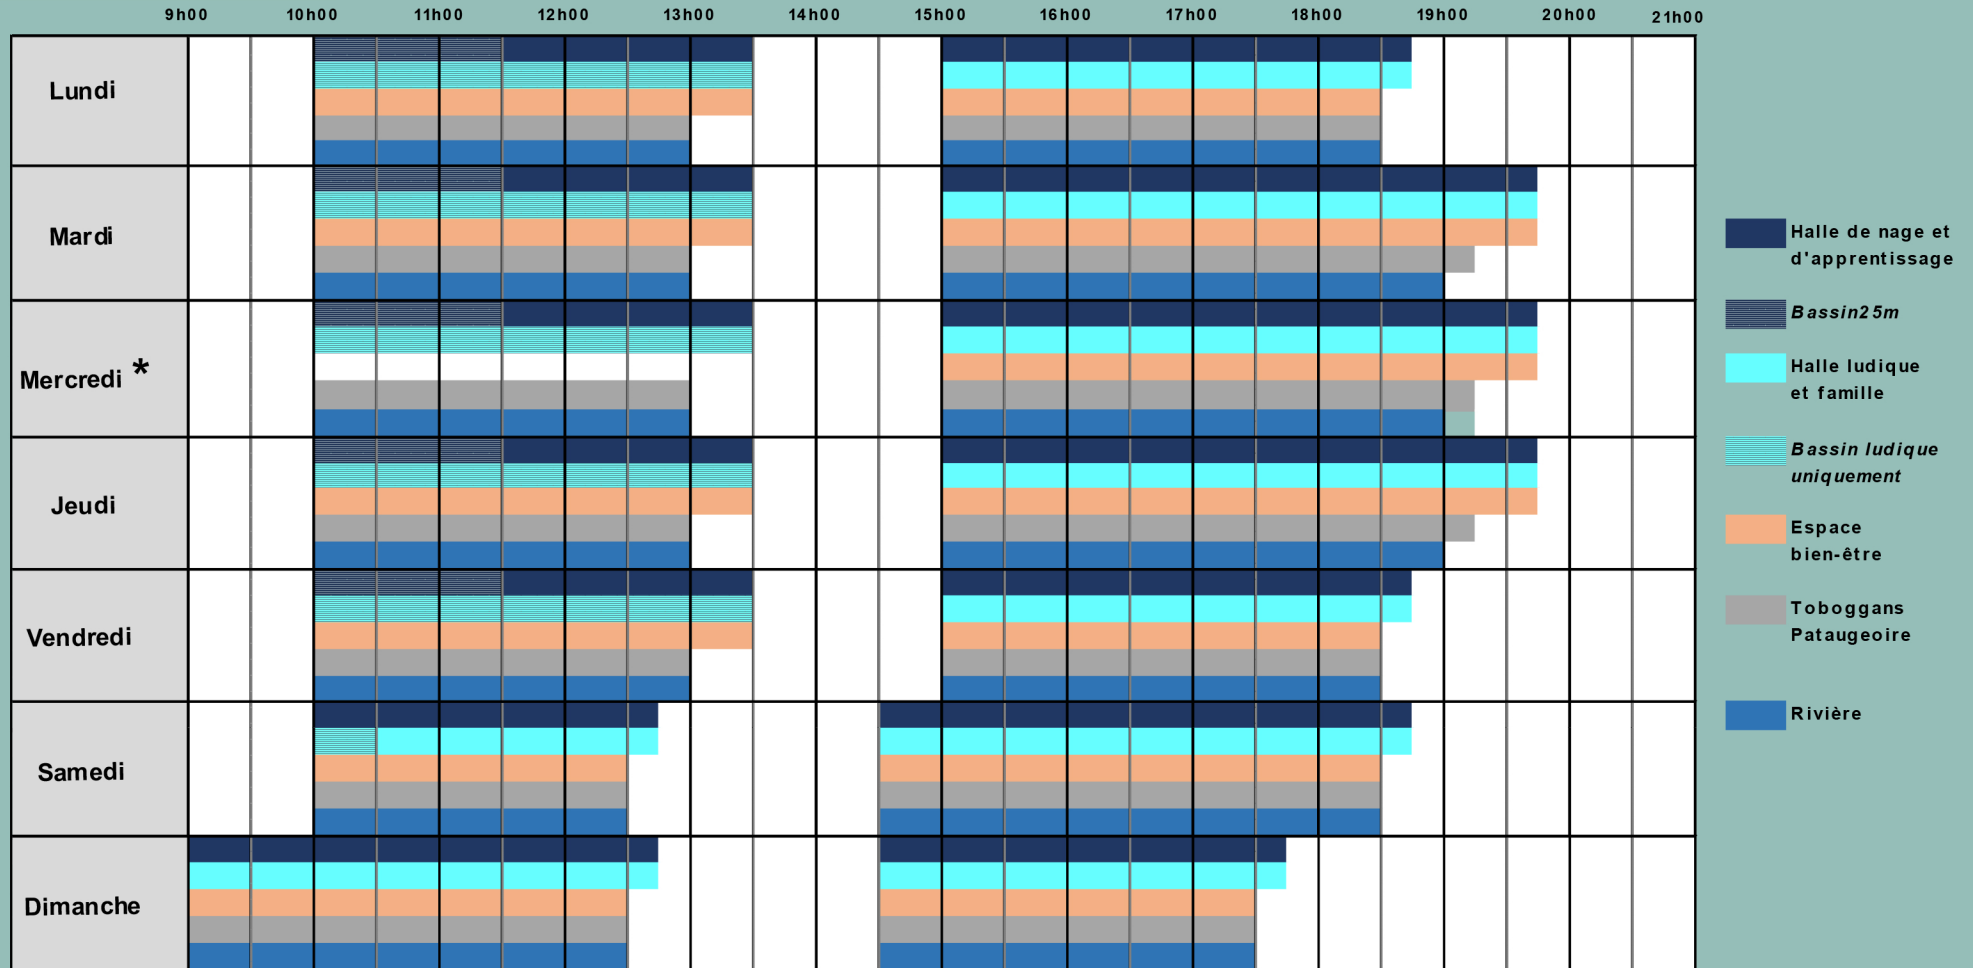 9h00 10h00 11h00 12h00 13h00 14h00 15h00 16h00 17h00 18h00 19h00 20h00 21h00
Lundi
Mardi
Mercredi *
Jeudi
Vendredi
Samedi
Dimanche
Halle de nage et
d'apprentissage
Bassin25m
Halle ludique
et famille
Bassin ludique
uniquement
Espace
bien-être
Toboggans
Pataugeoire
Rivière